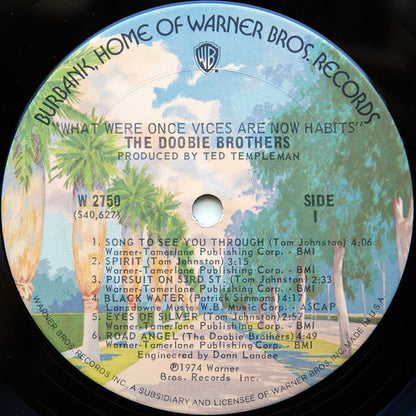 BURBANK, HOME OF WARNER BROS. RECORDS
WB
"WHAT WERE ONCE VICES ARE NOW HABITS"
THE DOOBIE BROTHERS
PRODUCED BY TED TEMPLEMAN
W 2750
(S40,627)
SIDE
1
1. SONG TO SEE YOU THROUGH (Tom Johnston) 4:06
Warner-Tamerlane Publishing Corp. - BMI
2. SPIRIT (Tom Johnston) 3:15
Warner-Tamerlane Publishing Corp. - BMI
3. PURSUIT ON 53RD ST. (Tom Johnston) 2:33
Warner-Tamerlane Publishing Corp. - BMI
4. BLACK WATER (Patrick Simmons) 4:17
Lansdowne Music/W.B. Music Corp. - ASCAP
5. EYES OF SILVER (Tom Johnston) 2:57
Warner-Tamerlane Publishing Corp. - BMI
6. ROAD ANGEL (The Doobie Brothers) 4:49
Warner-Tamerlane Publishing Corp. - BMI
Engineered by Donn Landee
℗1974 Warner
Bros. Records Inc.
WARNER BROS. RECORDS INC., A SUBSIDIARY AND LICENSEE OF WARNER BROS. INC. MADE IN U.S.A.